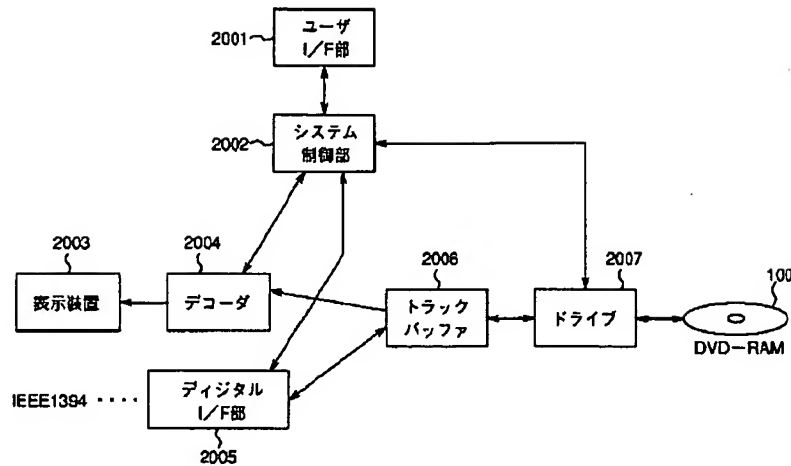 2001
ユーザ
I/F部
2002
システム
制御部
2003
表示装置
2004
デコーダ
2006
トラック
バッファ
2007
ドライブ
100
DVD-RAM
IEEE1394
ディジタル
I/F部
2005